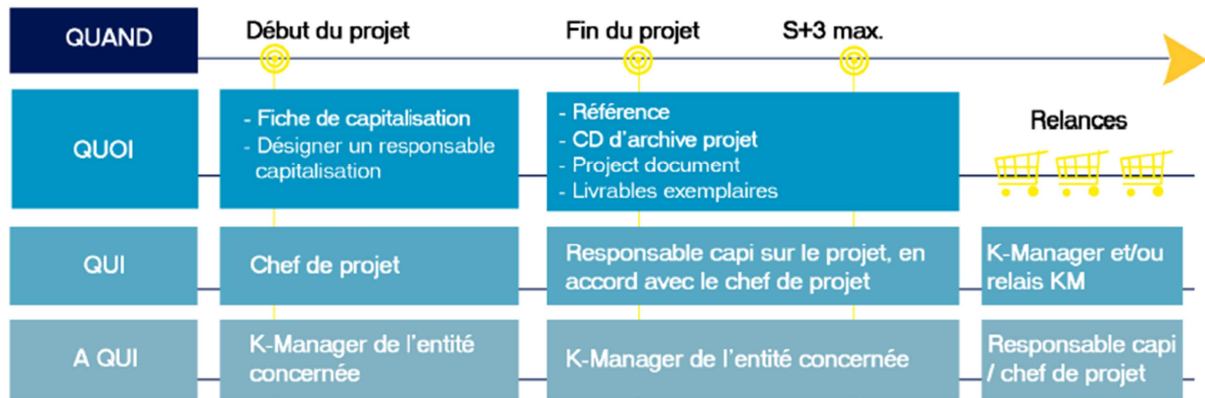 QUAND
Début du projet
Fin du projet
S+3 max.
QUOI
- Fiche de capitalisation
- Désigner un responsable
capitalisation
- Référence
- CD d'archive projet
- Project document
- Livrables exemplaires
Relances
QUI
Chef de projet
Responsable capi sur le projet, en
accord avec le chef de projet
K-Manager et/ou
relais KM
A QUI
K-Manager de l'entité
concernée
K-Manager de l'entité concernée
Responsable capi
/ chef de projet